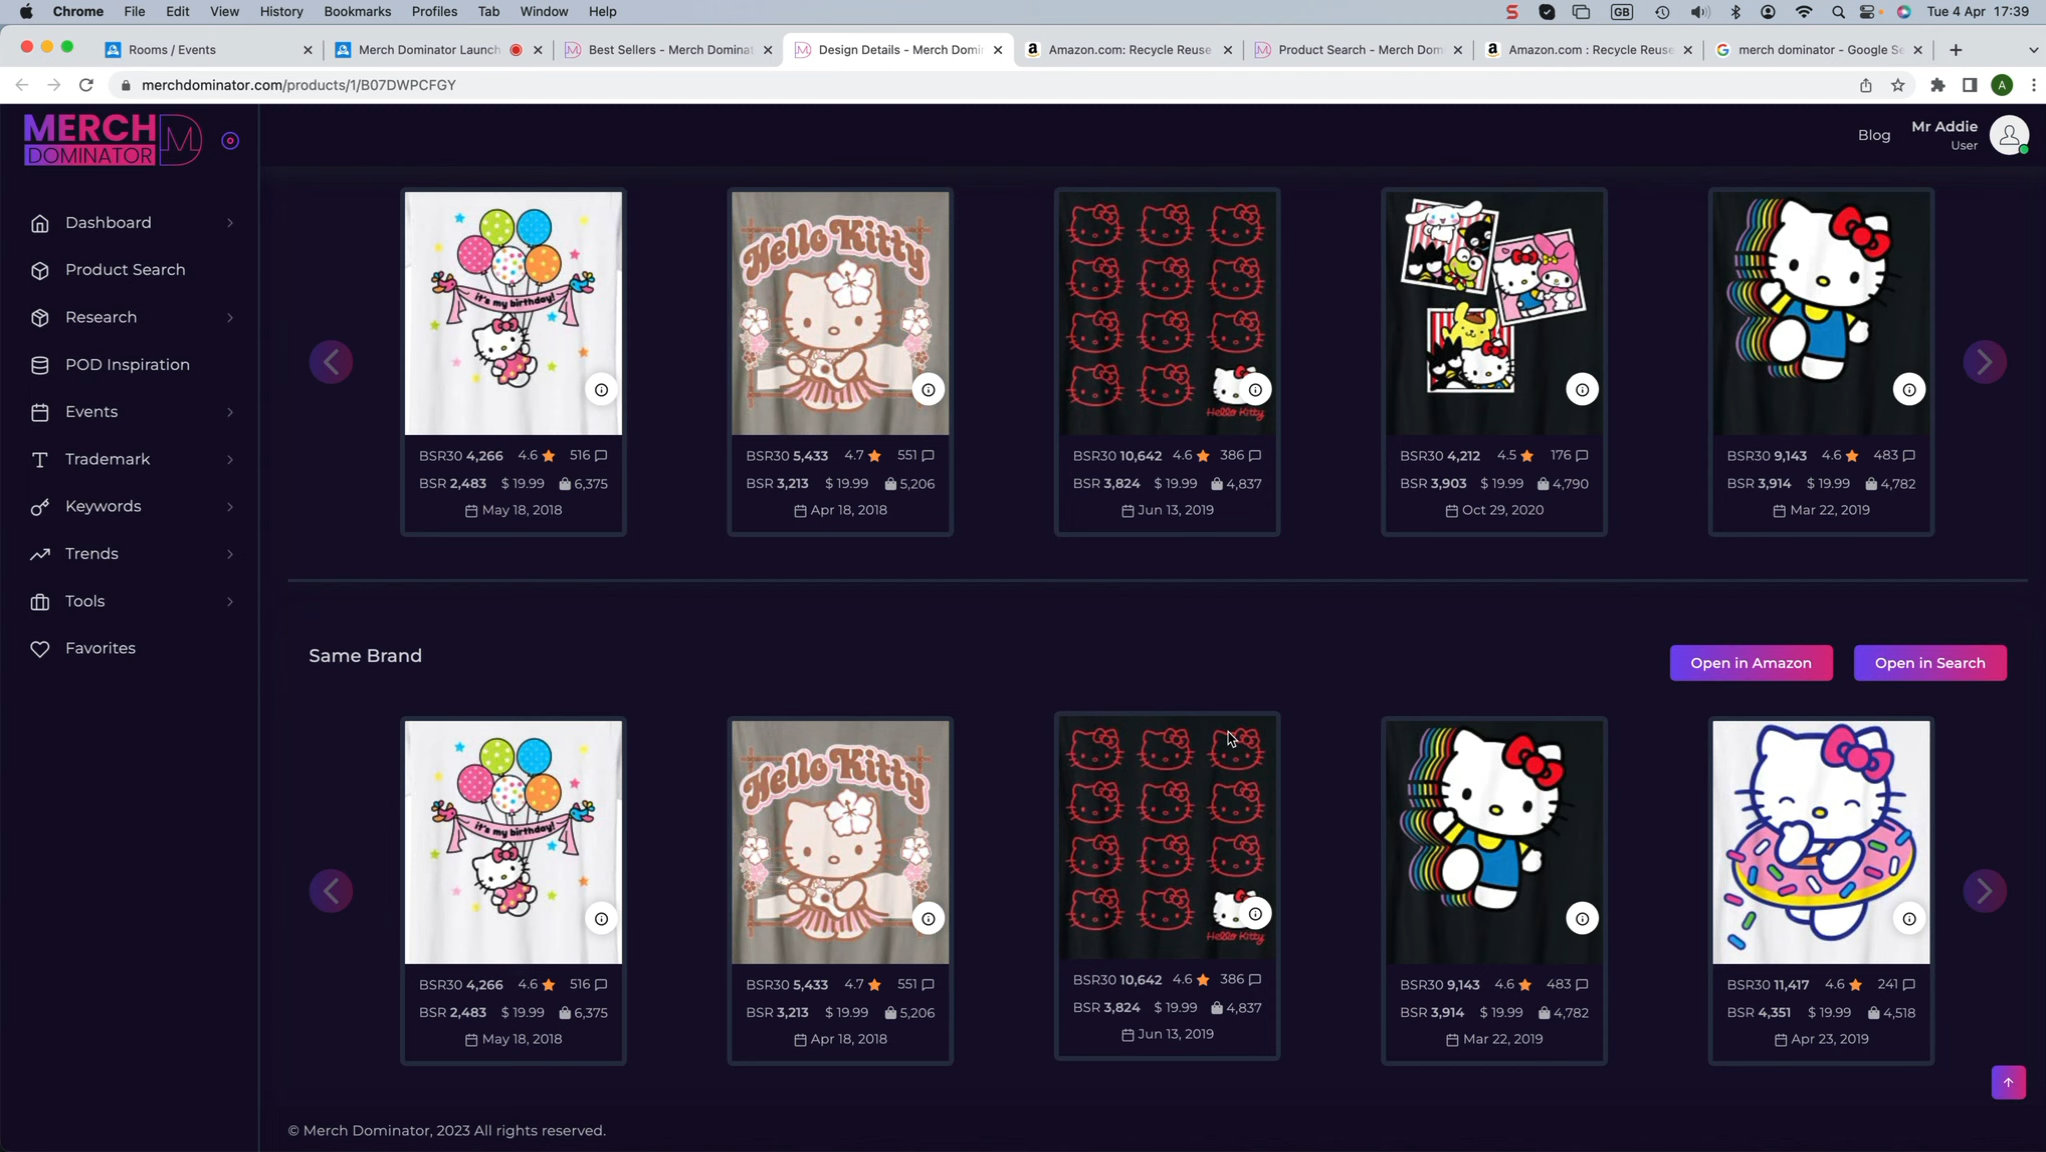 Chrome File Edit View History Bookmarks Profiles Tab Window Help GB Tue 4 Apr 17:39
Rooms / Events
Merch Dominator Launch
Best Sellers - Merch Dominat
Design Details - Merch Domi
Amazon.com: Recycle Reuse
Product Search - Merch Dom
Amazon.com : Recycle Reuse
merch dominator - Google Se
merchdominator.com/products/1/B07DWPCFGY A
MERCH
DOMINATOR
Blog
Mr Addie
User
Dashboard
Product Search
Research
POD Inspiration
Events
Trademark
Keywords
Trends
Tools
Favorites
it's my birthday!
BSR30 4,266 4.6 516
BSR 2,483 $ 19.99 6,375
May 18, 2018
Hello Kitty
BSR30 5,433 4.7 551
BSR 3,213 $ 19.99 5,206
Apr 18, 2018
Hello Kitty
BSR30 10,642 4.6 386
BSR 3,824 $ 19.99 4,837
Jun 13, 2019
BSR30 4,212 4.5 176
BSR 3,903 $ 19.99 4,790
Oct 29, 2020
BSR30 9,143 4.6 483
BSR 3,914 $ 19.99 4,782
Mar 22, 2019
Same Brand
Open in Amazon
Open in Search
it's my birthday!
BSR30 4,266 4.6 516
BSR 2,483 $ 19.99 6,375
May 18, 2018
Hello Kitty
BSR30 5,433 4.7 551
BSR 3,213 $ 19.99 5,206
Apr 18, 2018
Hello Kitty
BSR30 10,642 4.6 386
BSR 3,824 $ 19.99 4,837
Jun 13, 2019
BSR30 9,143 4.6 483
BSR 3,914 $ 19.99 4,782
Mar 22, 2019
BSR30 11,417 4.6 241
BSR 4,351 $ 19.99 4,518
Apr 23, 2019
© Merch Dominator, 2023 All rights reserved.